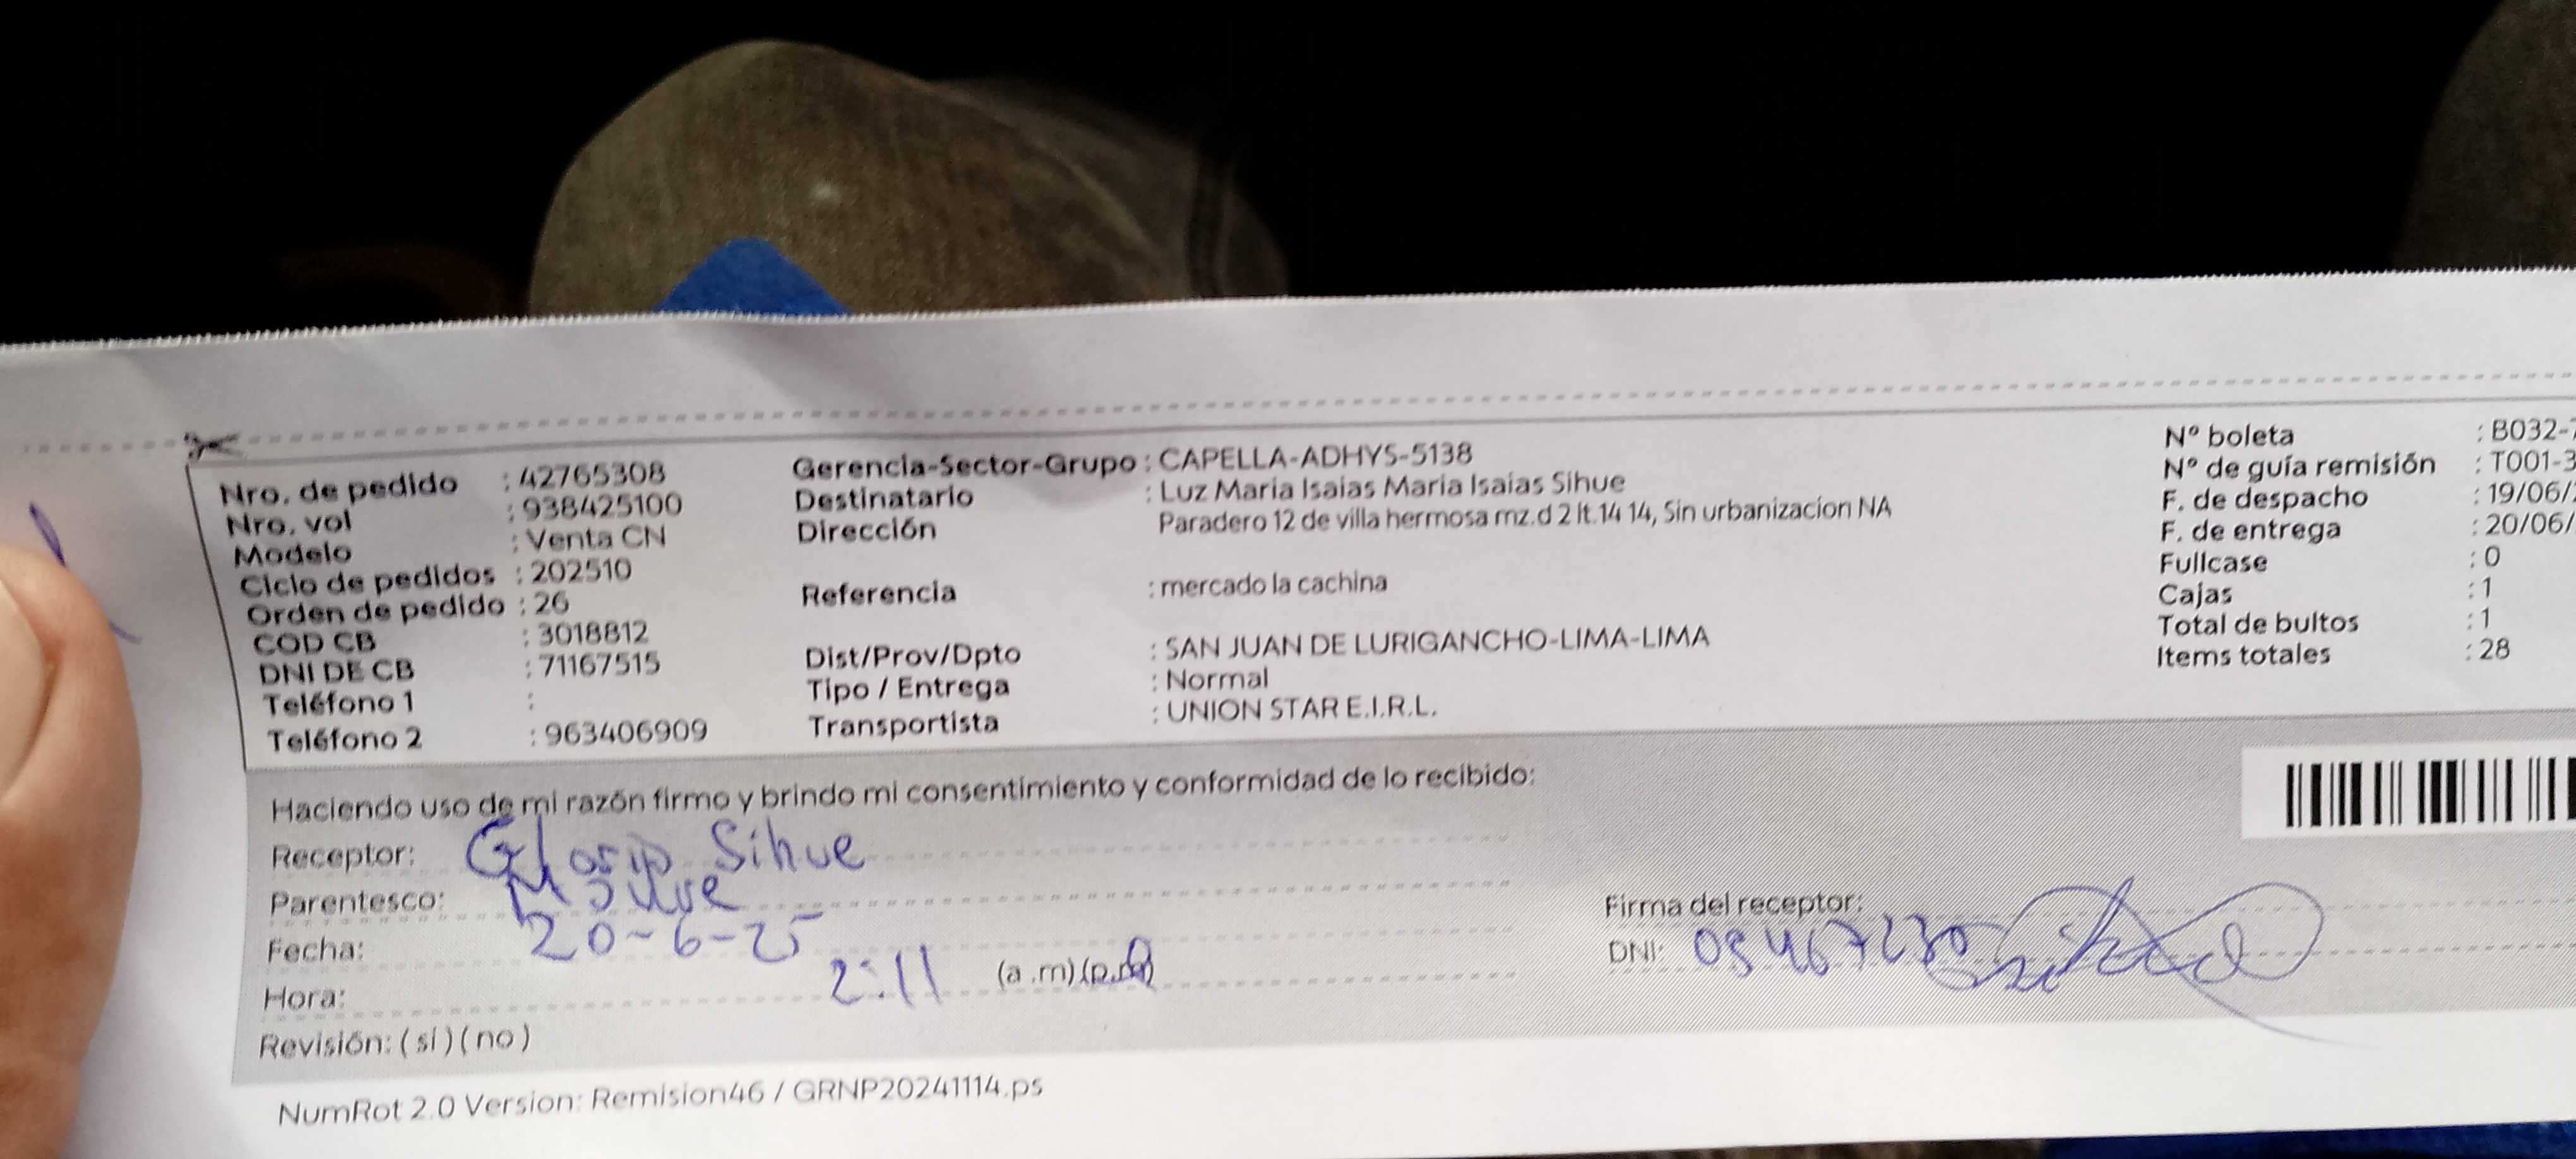 Nro. de pedido : 42765308
Nro. vol : 938425100
Modelo : Venta CN
Ciclo de pedidos : 202510
Orden de pedido : 26
COD CB : 3018812
DNI DE CB : 71167515
Teléfono 1 :
Teléfono 2 : 963406909
Gerencia-Sector-Grupo : CAPELLA-ADHYS-5138
Destinatario : Luz Maria Isaias Maria Isaias Sihue
Dirección Paradero 12 de villa hermosa mz.d 2 lt.14 14, Sin urbanizacion NA
Referencia : mercado la cachina
Dist/Prov/Dpto : SAN JUAN DE LURIGANCHO-LIMA-LIMA
Tipo / Entrega : Normal
Transportista : UNION STAR E.I.R.L.
Nº boleta : B032-
Nº de guía remisión : T001-3
F. de despacho : 19/06/
F. de entrega : 20/06/
Fullcase : 0
Cajas : 1
Total de bultos : 1
Items totales : 28
Haciendo uso de mi razón firmo y brindo mi consentimiento y conformidad de lo recibido:
Receptor: Sihue
Parentesco:
Fecha: 20-6-25
Hora: 2:11 (a.m)(p.m)
Revisión: (si)(no)
Firma del receptor:
DNI:
NumRot 2.0 Version: Remision46 / GRNP20241114.ps